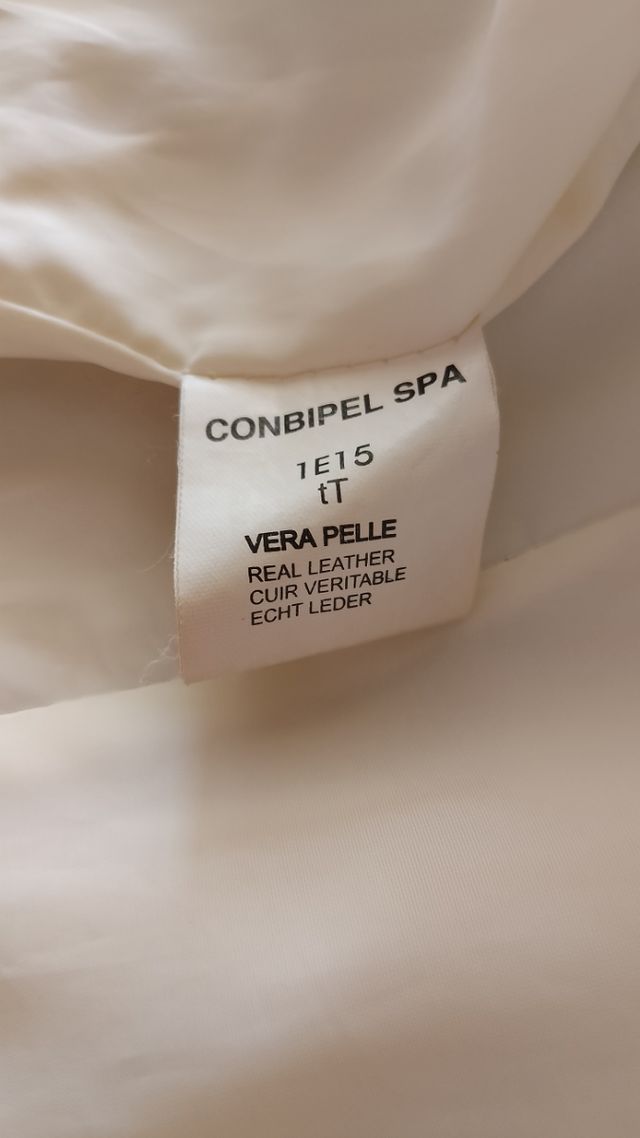 CONBIPEL SPA
1E15
tT
VERA PELLE
REAL LEATHER
CUIR VERITABLE
ECHT LEDER